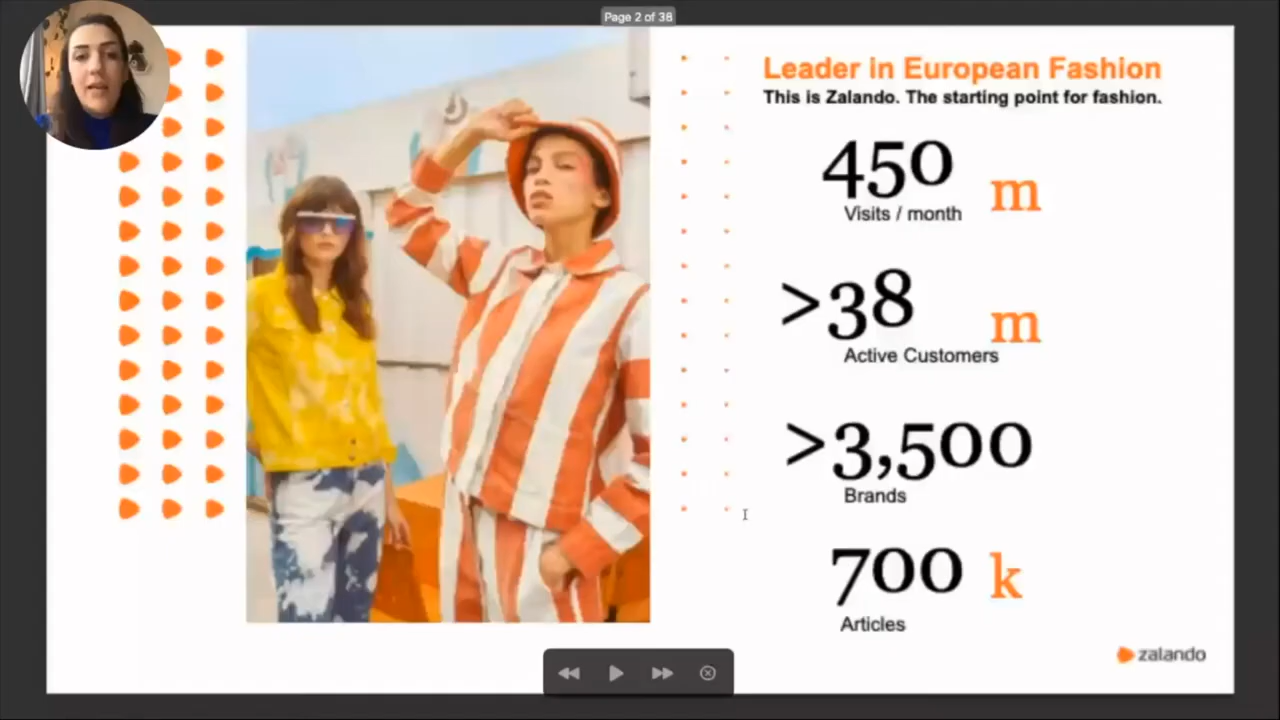 Page 2 of 38
Leader in European Fashion
This is Zalando. The starting point for fashion.
450 m
Visits / month
>38 m
Active Customers
>3,500
Brands
700 k
Articles
zalando